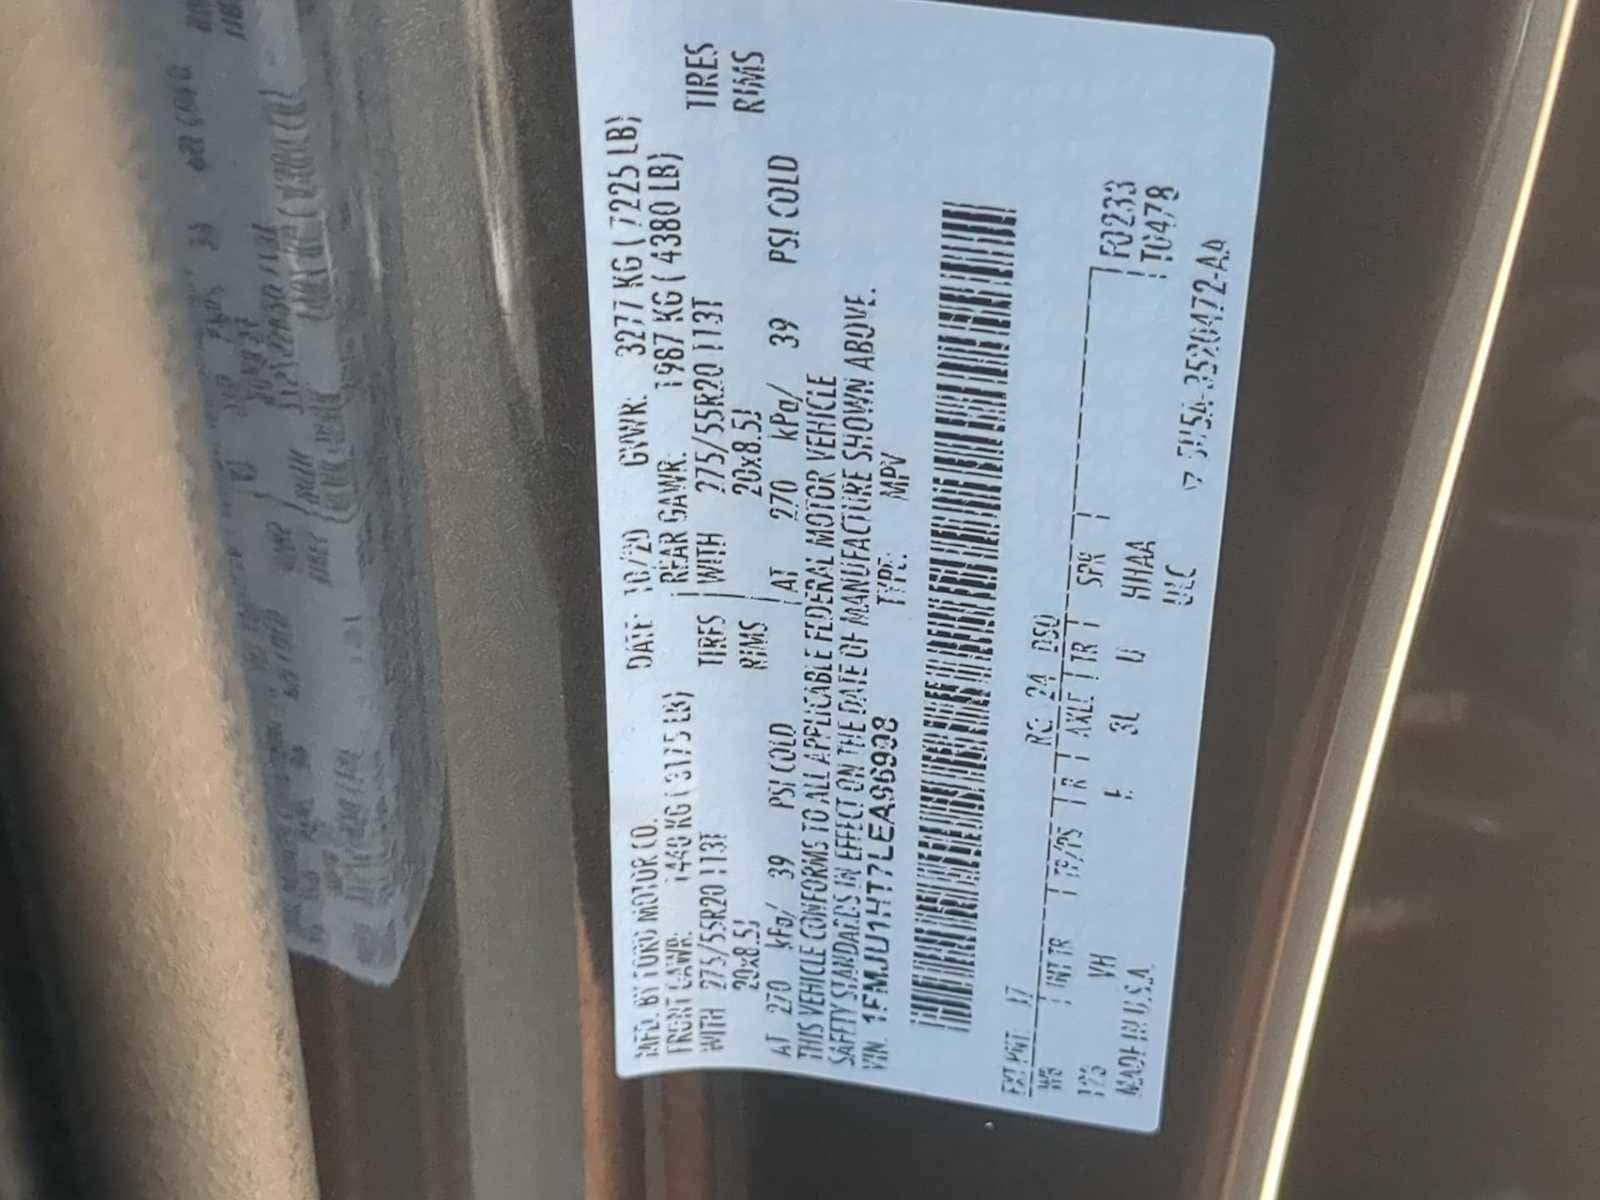 MFD. BY FORD MOTOR CO. DATE: 10/20 GVWR: 3277 KG ( 7225 LB)
FRONT GAWR: 1440 KG ( 3175 LB) REAR GAWR: 1987 KG ( 4380 LB)
WITH 275/55R20 113T TIRES WITH 275/55R20 113T TIRES
20x8.5J RIMS 20x8.5J RIMS
AT 270 kPa/ 39 PSI COLD AT 270 kPa/ 39 PSI COLD
THIS VEHICLE CONFORMS TO ALL APPLICABLE FEDERAL MOTOR VEHICLE
SAFETY STANDARDS IN EFFECT ON THE DATE OF MANUFACTURE SHOWN ABOVE.
VIN: 1FMJU1HT7LEA96998 TYPE: MPV
EXT PNT: RC: 24 DSO:
WB INT TR TP/PS R AXLE TR SPR F0233
VH 3L U HHAA T0478
MADE IN U.S.A. ULC
3520472-AA